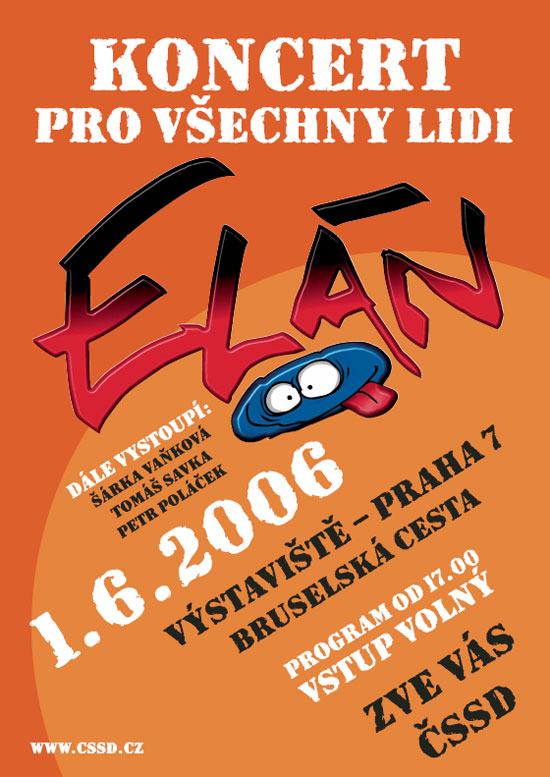 KONCERT
PRO VŠECHNY LIDI
ELÁN
DÁLE VYSTOUPÍ:
ŠÁRKA VAŇKOVÁ
TOMÁŠ SAVKA
PETR POLÁČEK
1.6.2006
VÝSTAVIŠTĚ – PRAHA 7
BRUSELSKÁ CESTA
PROGRAM OD 17.00
VSTUP VOLNÝ
ZVE VÁS
ČSSD
WWW.CSSD.CZ